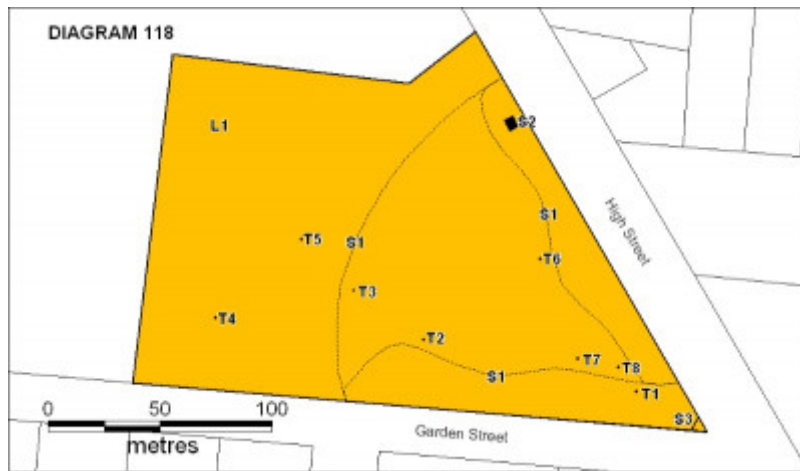 DIAGRAM 118
L1
S2
S1
High Street
T5
S1
T6
T3
T4
T2
T7
T8
S1
T1
S3
0 50 100
metres
Garden Street